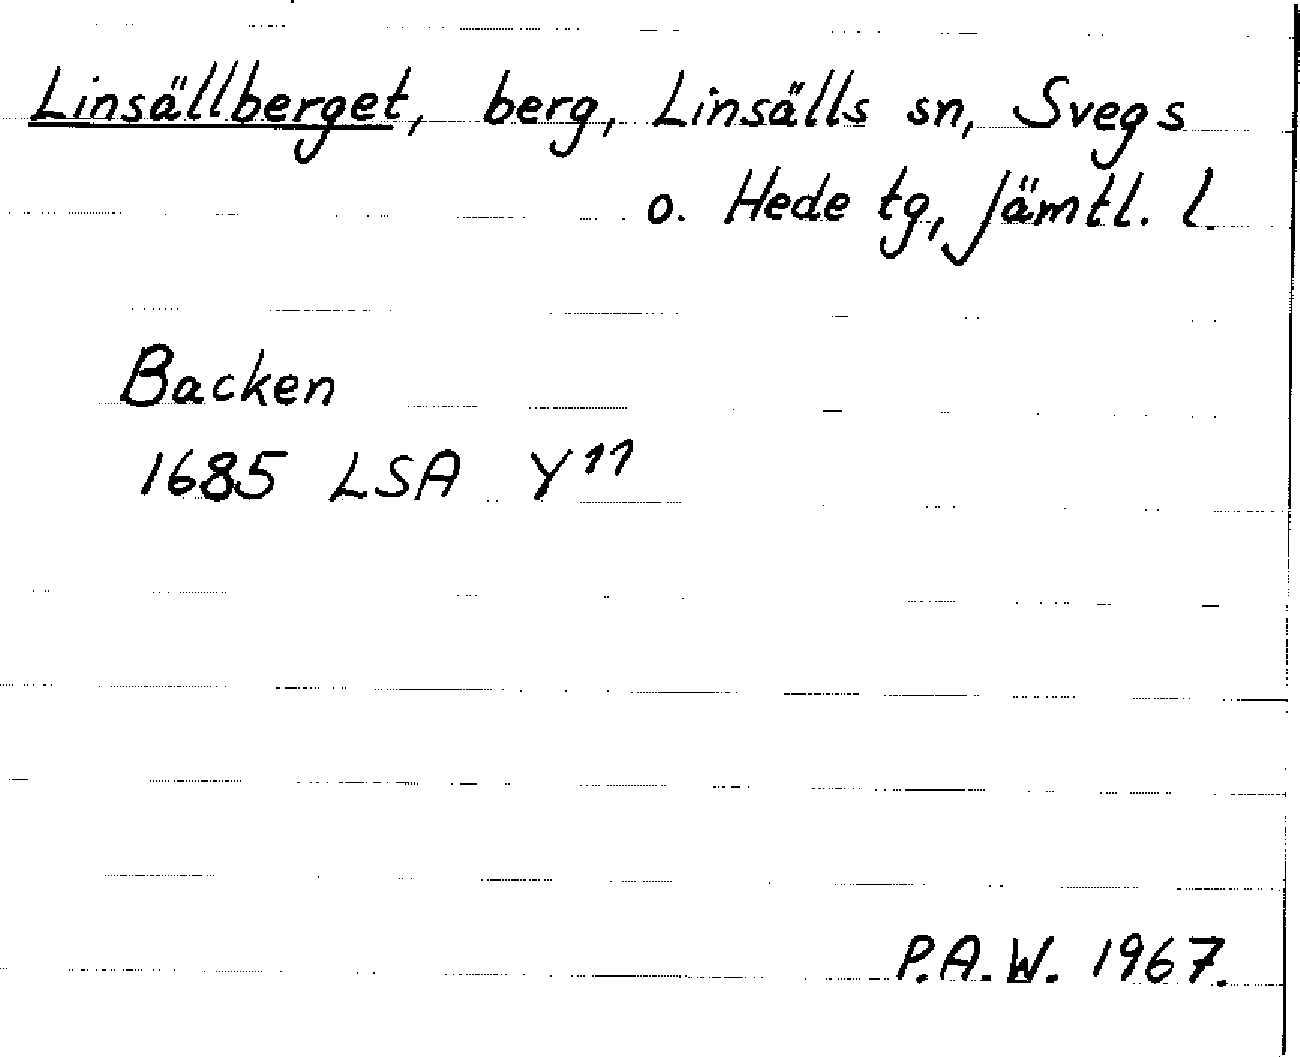 Linsällberget, berg, Linsälls sn, Svegs
o. Hede tg, Jämtl. l.
Backen
1685 LSA Y¹¹
P.A.W. 1967.